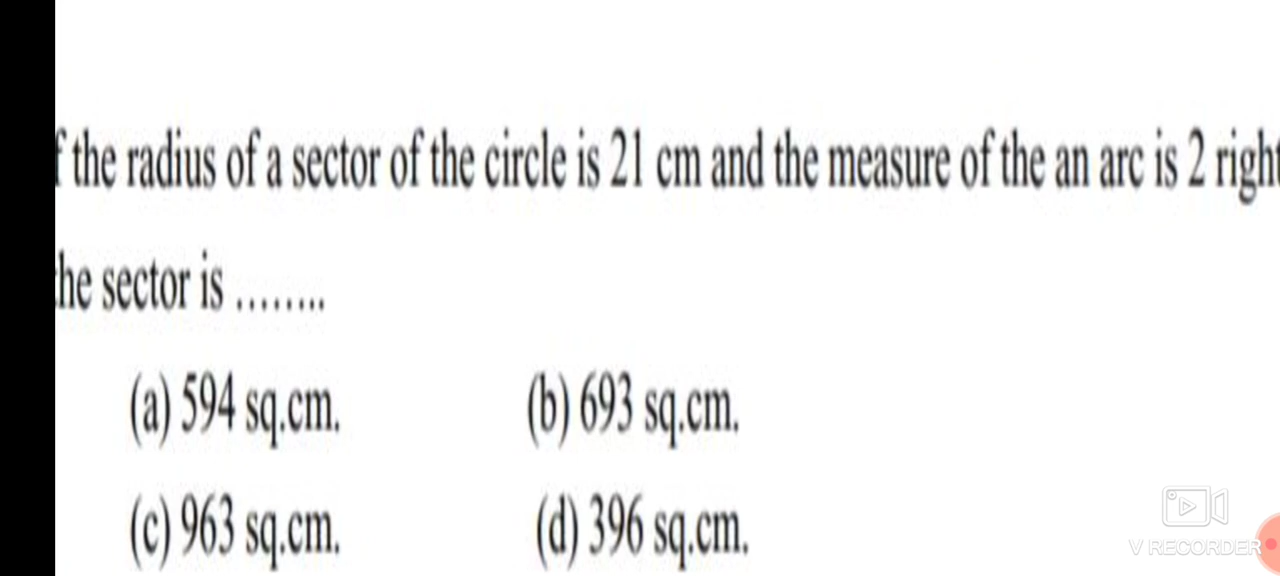 f the radius of a sector of the circle is 21 cm and the measure of the an arc is 2 right
he sector is ........
(a) 594 sq.cm. (b) 693 sq.cm.
(c) 963 sq.cm. (d) 396 sq.cm.
V RECORDER